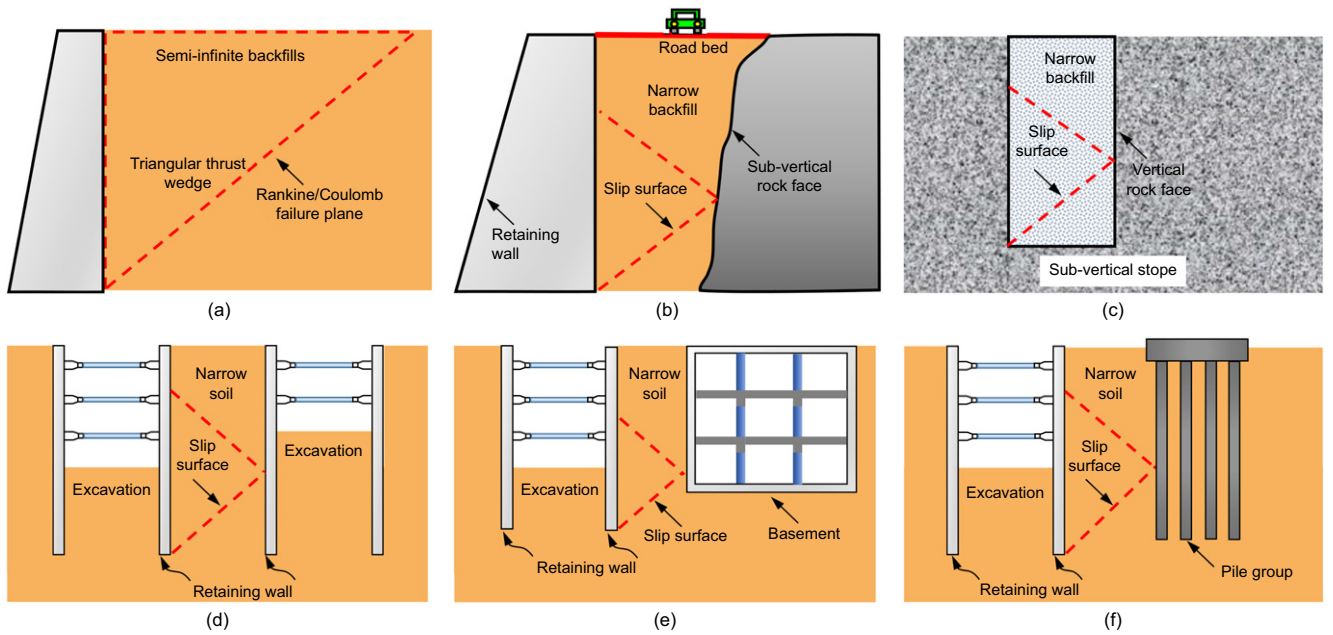 Semi-infinite backfills
Triangular thrust
wedge
Rankine/Coulomb
failure plane
(a)
Road bed
Narrow
backfill
Slip surface
Sub-vertical
rock face
Retaining
wall
(b)
Narrow
backfill
Slip
surface
Vertical
rock face
Sub-vertical stope
(c)
Narrow
soil
Slip
surface
Excavation
Excavation
Retaining wall
(d)
Narrow
soil
Excavation
Slip surface
Basement
Retaining wall
(e)
Narrow
soil
Slip
surface
Excavation
Pile group
Retaining wall
(f)